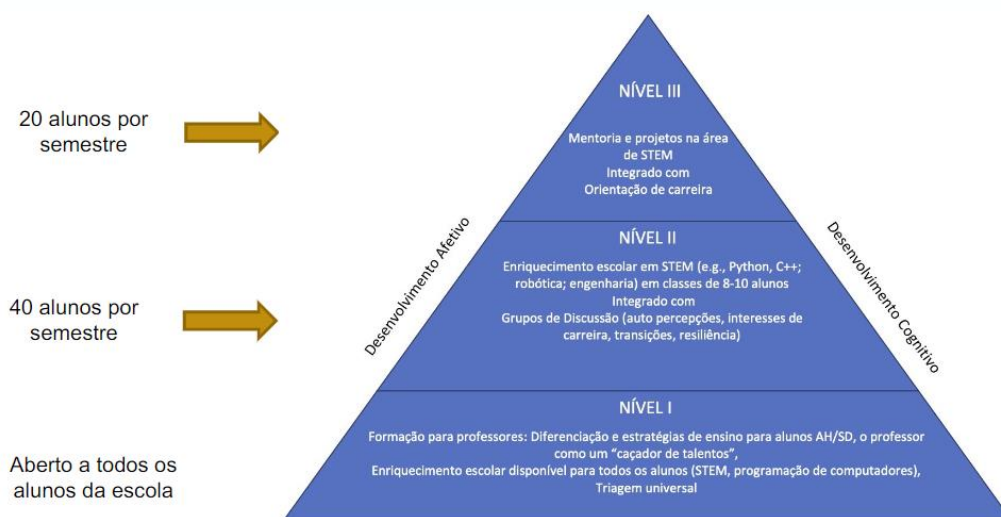 NÍVEL III
20 alunos por
semestre
Mentoria e projetos na área
de STEM
Integrado com
Orientação de carreira
Desenvolvimento Afetivo
Desenvolvimento Cognitivo
NÍVEL II
40 alunos por
semestre
Enriquecimento escolar em STEM (e.g., Python, C++;
robótica; engenharia) em classes de 8-10 alunos
Integrado com
Grupos de Discussão (auto percepções, interesses de
carreira, transições, resiliência)
NÍVEL I
Aberto a todos os
alunos da escola
Formação para professores: Diferenciação e estratégias de ensino para alunos AH/SD, o professor
como um “caçador de talentos”,
Enriquecimento escolar disponível para todos os alunos (STEM, programação de computadores),
Triagem universal